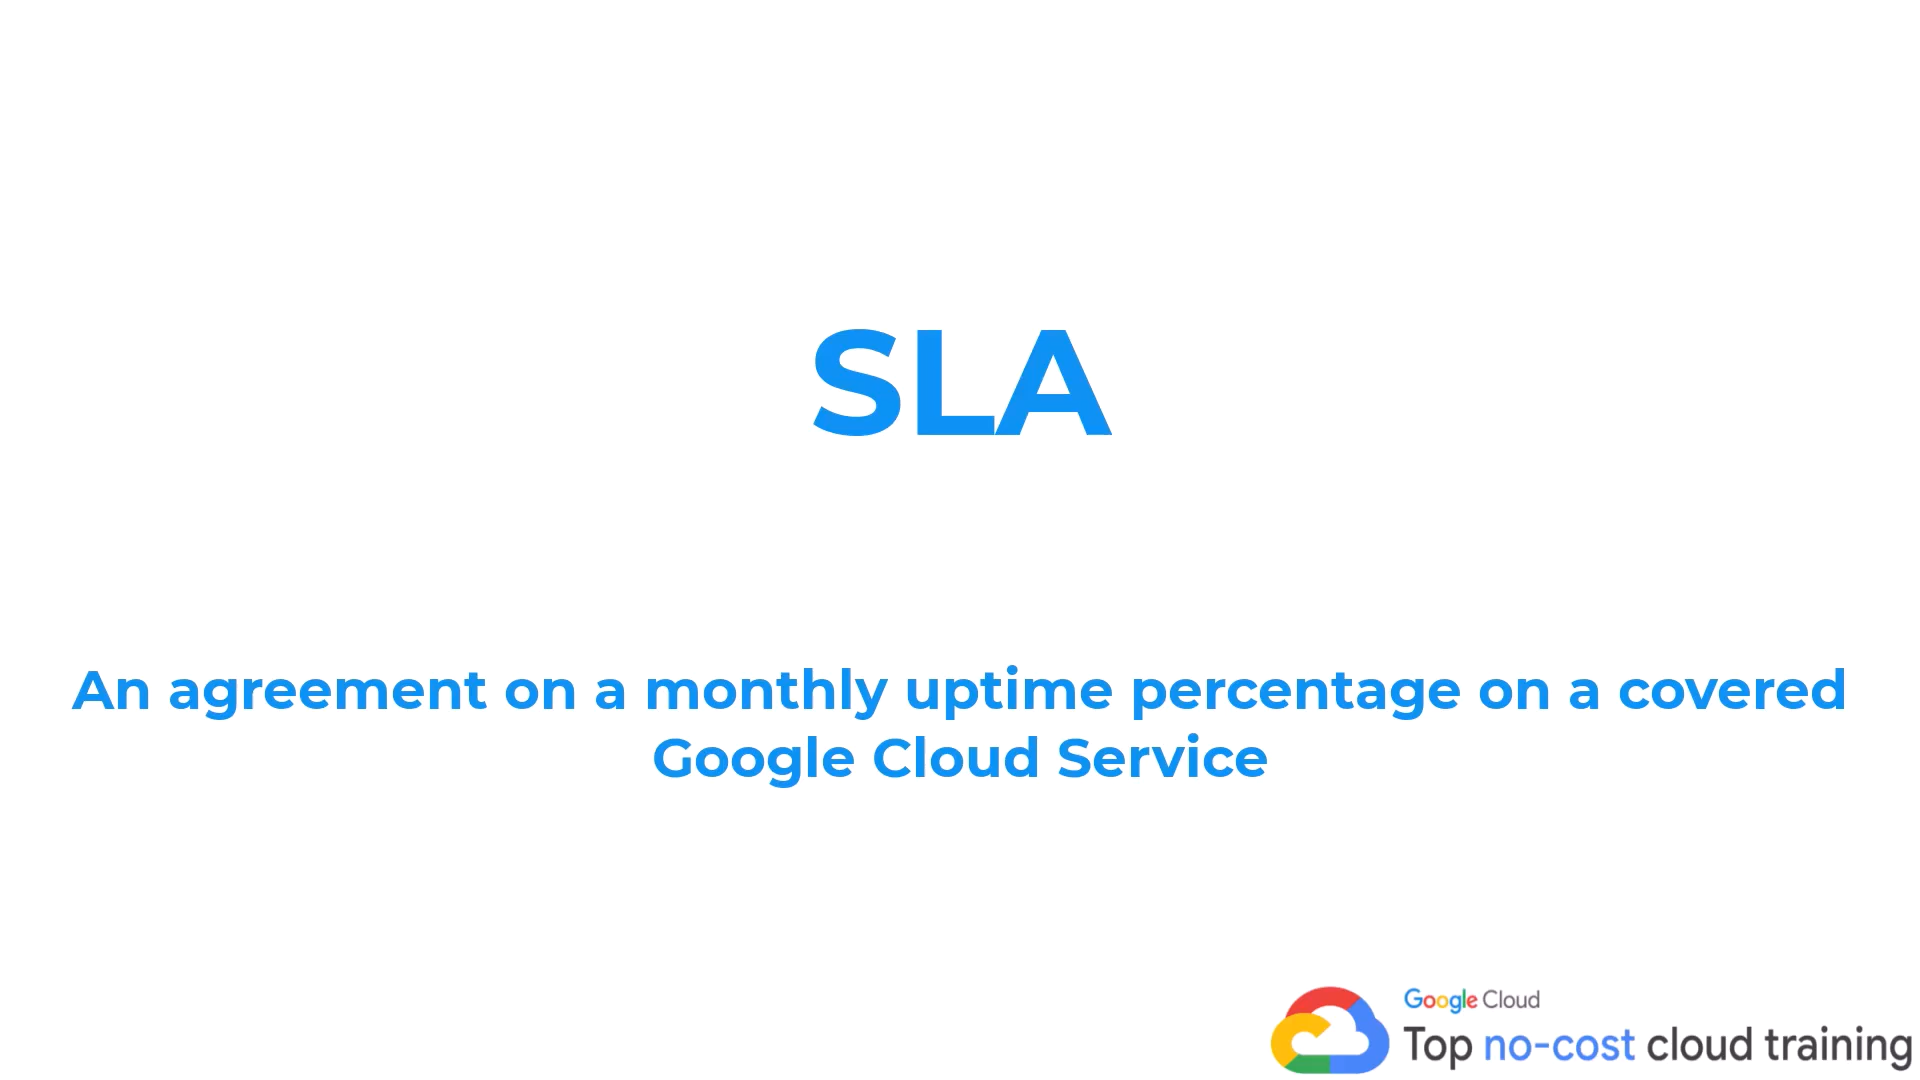 SLA
An agreement on a monthly uptime percentage on a covered
Google Cloud Service
Google Cloud
Top no-cost cloud training